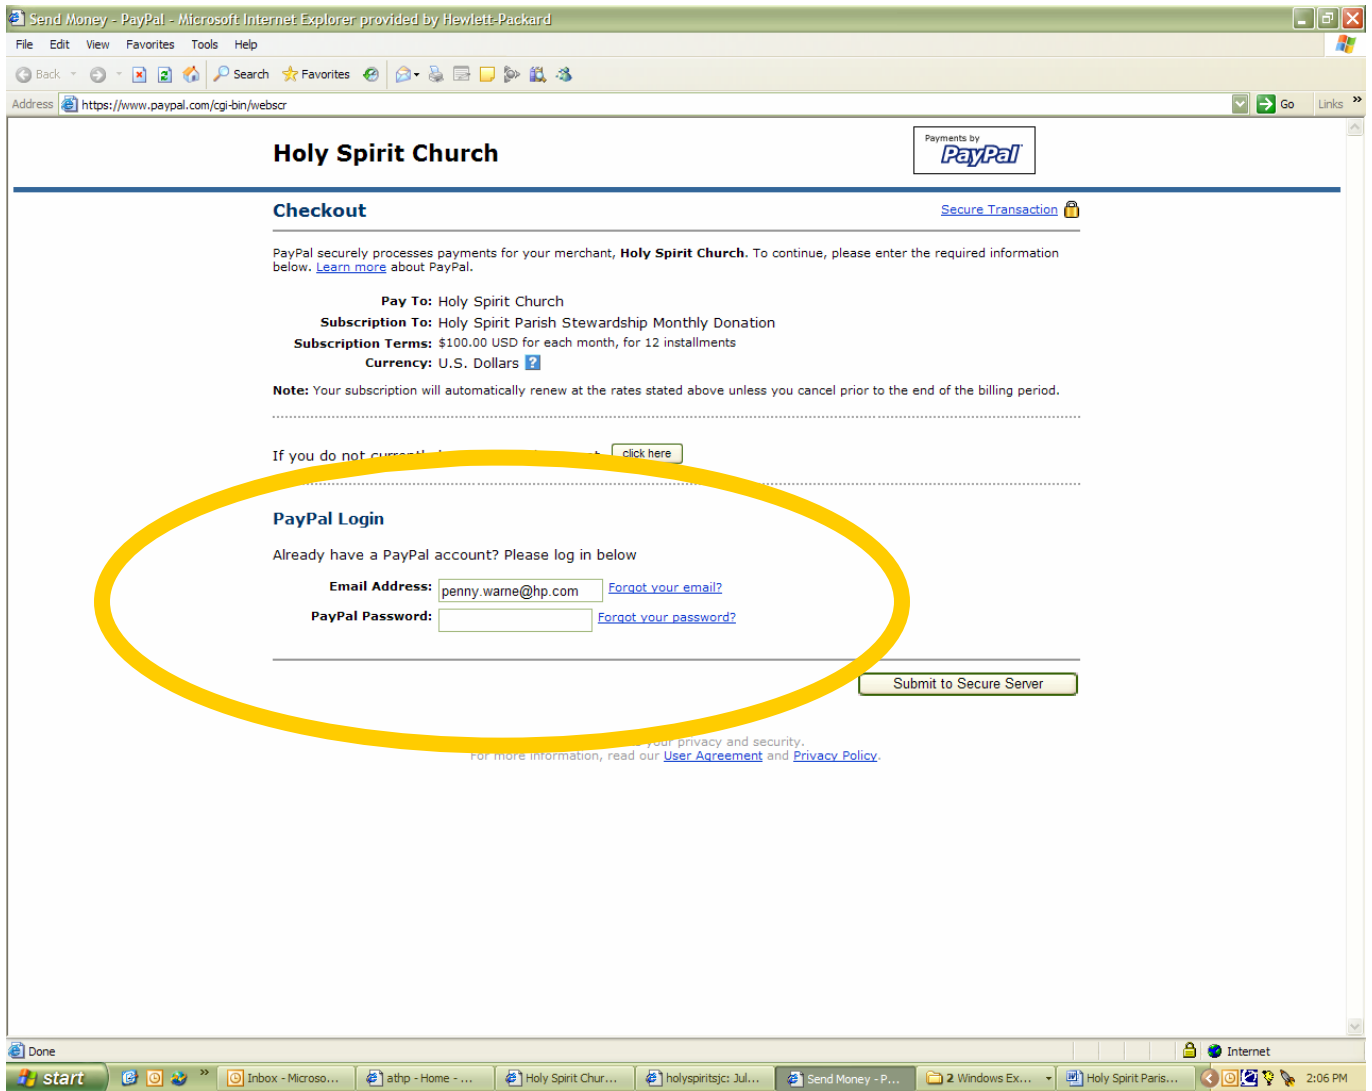 Send Money - PayPal - Microsoft Internet Explorer provided by Hewlett-Packard
File Edit View Favorites Tools Help
Back Search Favorites
Address https://www.paypal.com/cgi-bin/webscr Go Links »
Holy Spirit Church
Payments by
PayPal
Checkout
Secure Transaction
PayPal securely processes payments for your merchant, Holy Spirit Church. To continue, please enter the required information
below. Learn more about PayPal.
Pay To: Holy Spirit Church
Subscription To: Holy Spirit Parish Stewardship Monthly Donation
Subscription Terms: $100.00 USD for each month, for 12 installments
Currency: U.S. Dollars ?
Note: Your subscription will automatically renew at the rates stated above unless you cancel prior to the end of the billing period.
If you do not currently click here
PayPal Login
Already have a PayPal account? Please log in below
Email Address: penny.warne@hp.com Forgot your email?
PayPal Password: Forgot your password?
Submit to Secure Server
your privacy and security.
For more information, read our User Agreement and Privacy Policy.
Done Internet
start » Inbox - Microso... athp - Home - ... Holy Spirit Chur... holyspiritsjc: Jul... Send Money - P... 2 Windows Ex... Holy Spirit Paris... 2:06 PM